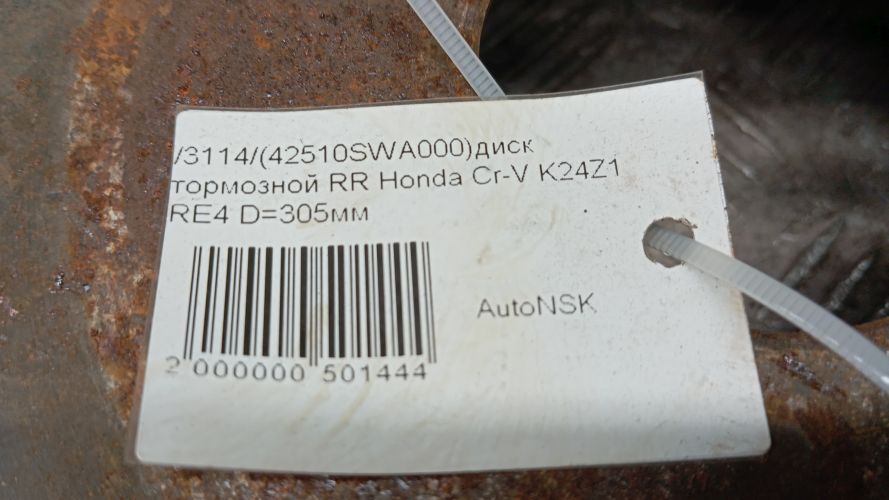 /3114/(42510SWA000)диск
тормозной RR Honda Cr-V K24Z1
RE4 D=305мм
AutoNSK
2 000000 501444